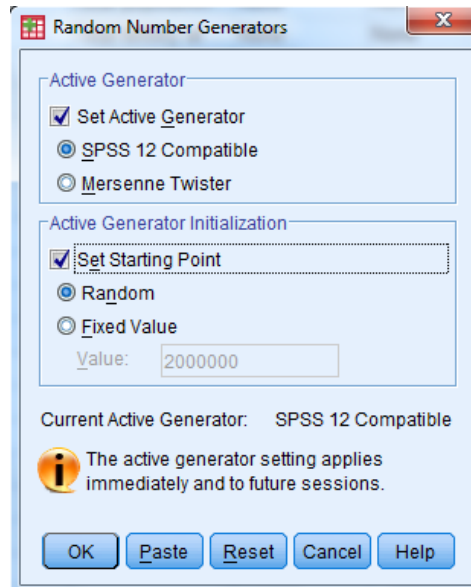 Random Number Generators
Active Generator
Set Active Generator
SPSS 12 Compatible
Mersenne Twister
Active Generator Initialization
Set Starting Point
Random
Fixed Value
Value: 2000000
Current Active Generator: SPSS 12 Compatible
The active generator setting applies
immediately and to future sessions.
OK Paste Reset Cancel Help